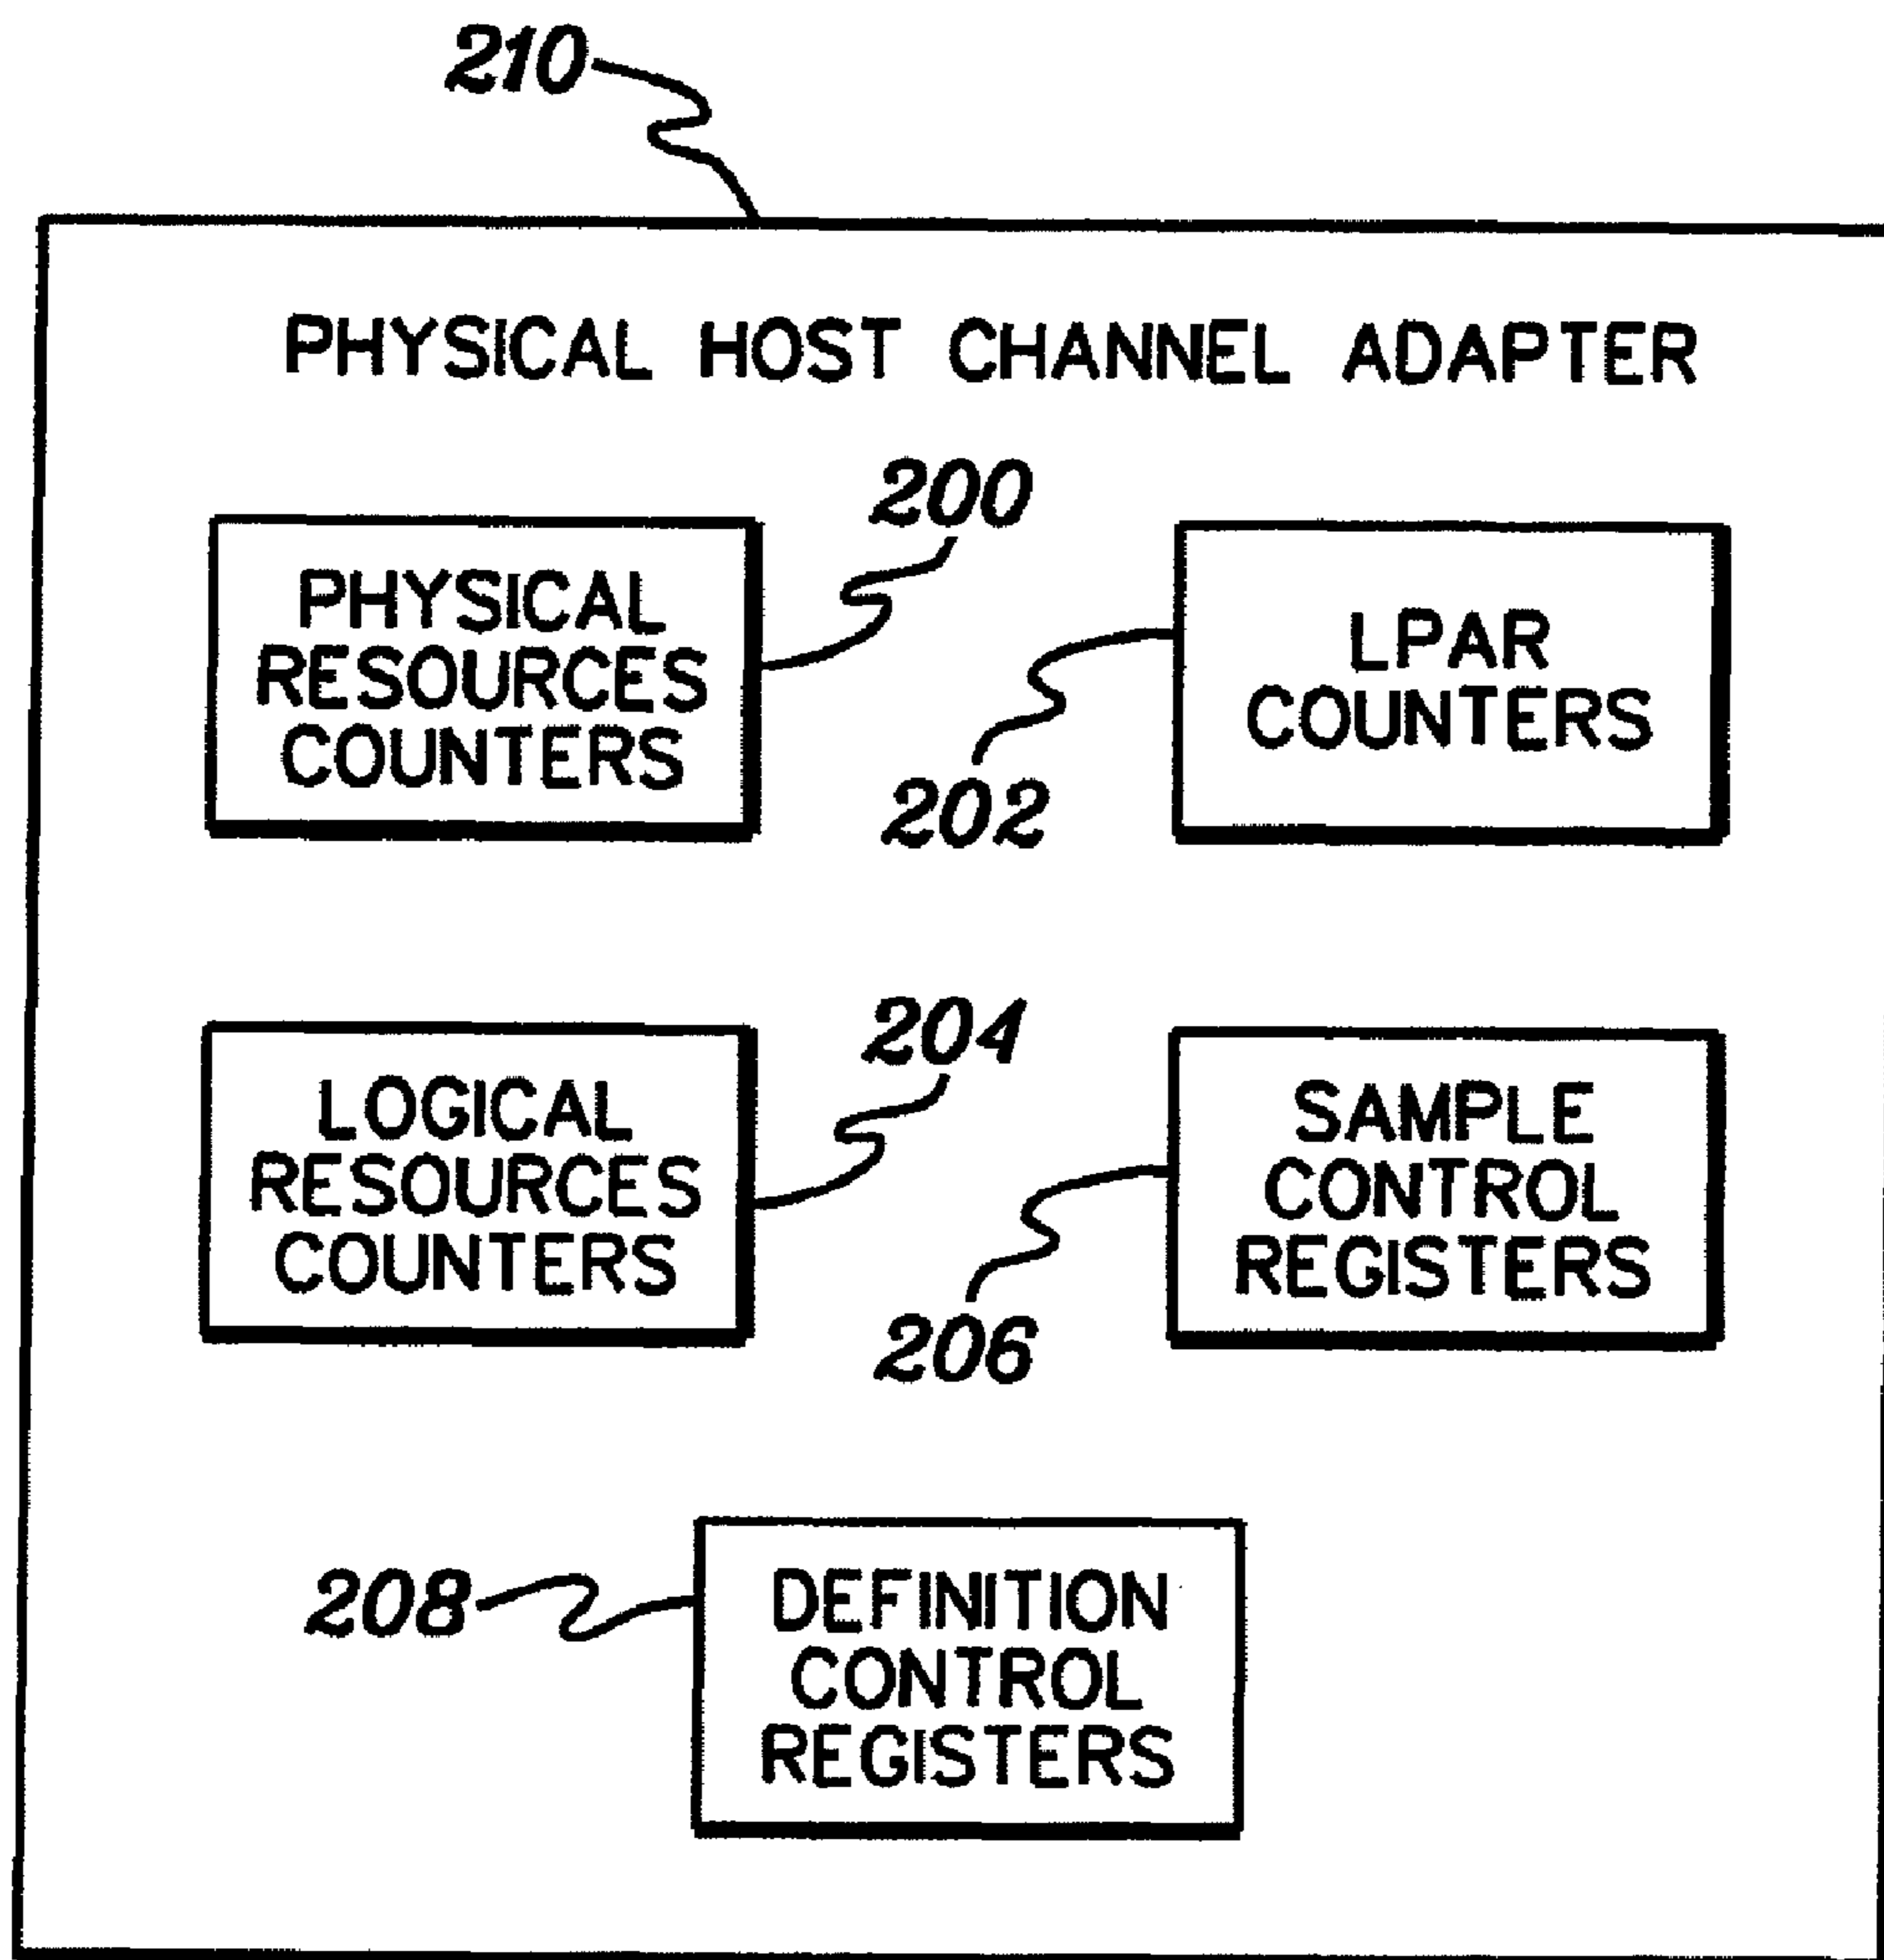 210
PHYSICAL HOST CHANNEL ADAPTER
200
PHYSICAL
RESOURCES
COUNTERS
LPAR
COUNTERS
202
204
LOGICAL
RESOURCES
COUNTERS
SAMPLE
CONTROL
REGISTERS
206
208
DEFINITION
CONTROL
REGISTERS